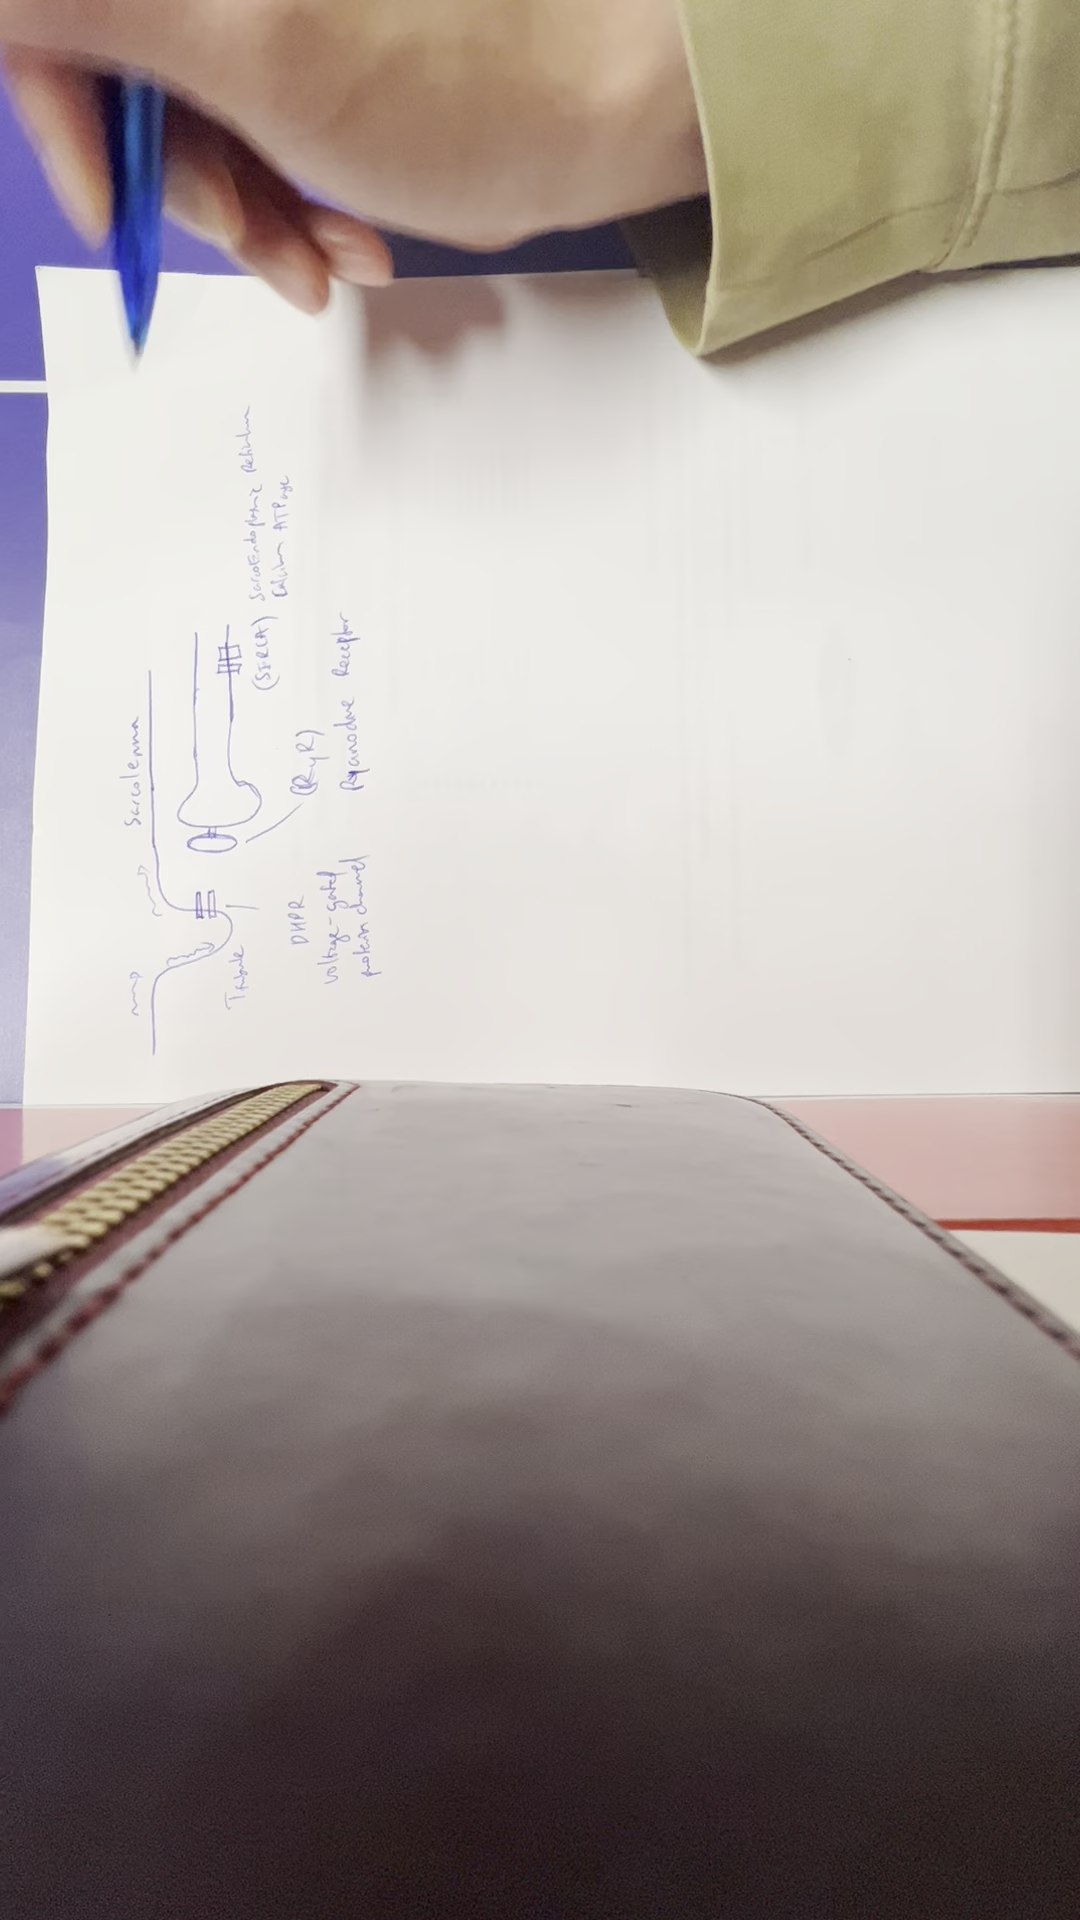 Sarcolemma
T tubule
(SERCA) SarcoEndoplasmic Reticulum
Calcium ATPase
DHPR
(RyR)
voltage-gated
protein channel
Ryanodine Receptor